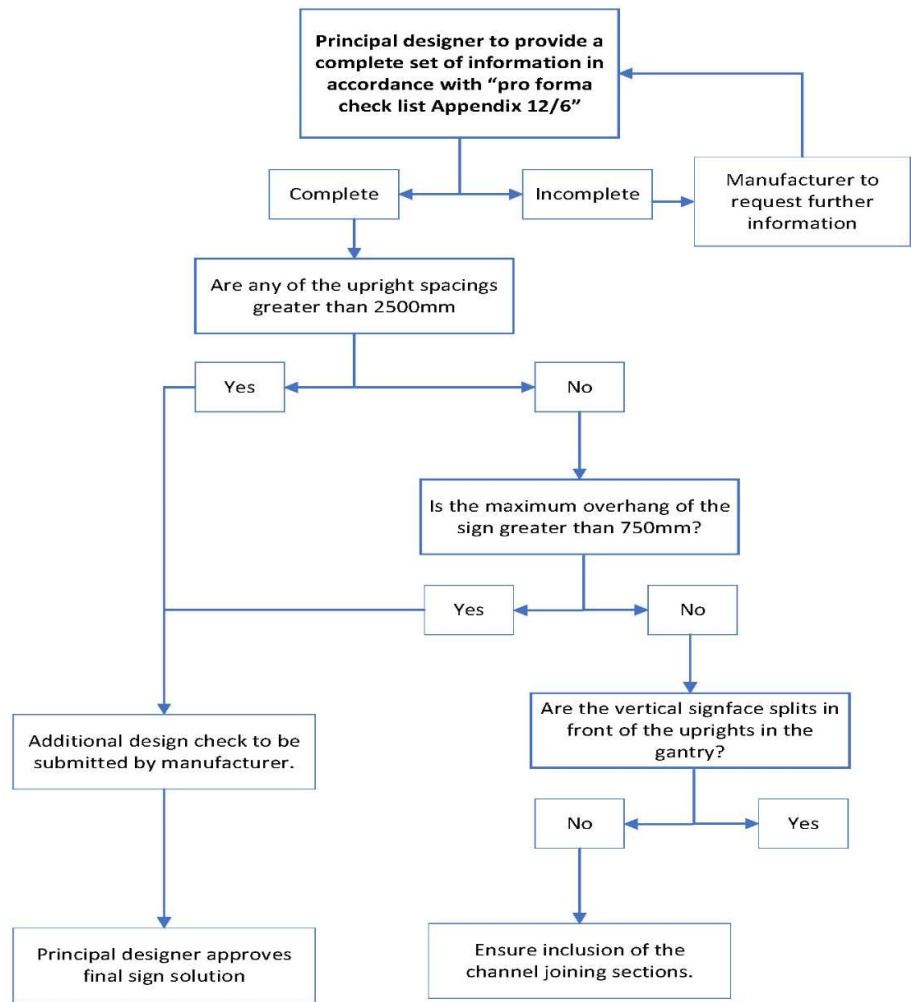 Principal designer to provide a
complete set of information in
accordance with “pro forma
check list Appendix 12/6”
Complete
Incomplete
Manufacturer to
request further
information
Are any of the upright spacings
greater than 2500mm
Yes
No
Is the maximum overhang of the
sign greater than 750mm?
Yes
No
Are the vertical signface splits in
front of the uprights in the
gantry?
Additional design check to be
submitted by manufacturer.
No
Yes
Principal designer approves
final sign solution
Ensure inclusion of the
channel joining sections.